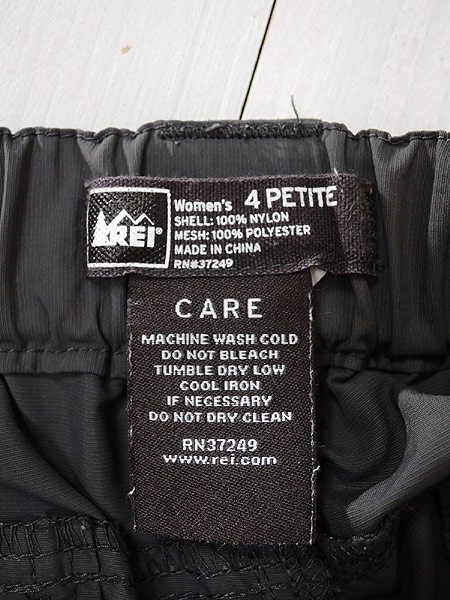 REI®
Women's 4 PETITE
SHELL: 100% NYLON
MESH: 100% POLYESTER
MADE IN CHINA
RN#37249
CARE
MACHINE WASH COLD
DO NOT BLEACH
TUMBLE DRY LOW
COOL IRON
IF NECESSARY
DO NOT DRY CLEAN
RN37249
www.rei.com